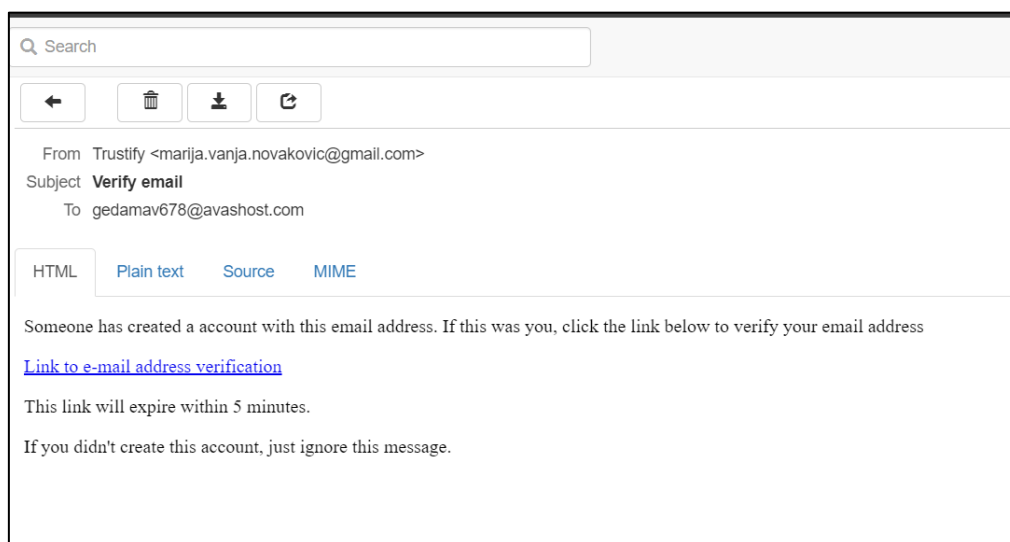 Search
From Trustify <marija.vanja.novakovic@gmail.com>
Subject Verify email
To gedamav678@avashost.com
HTML Plain text Source MIME
Someone has created a account with this email address. If this was you, click the link below to verify your email address
Link to e-mail address verification
This link will expire within 5 minutes.
If you didn't create this account, just ignore this message.